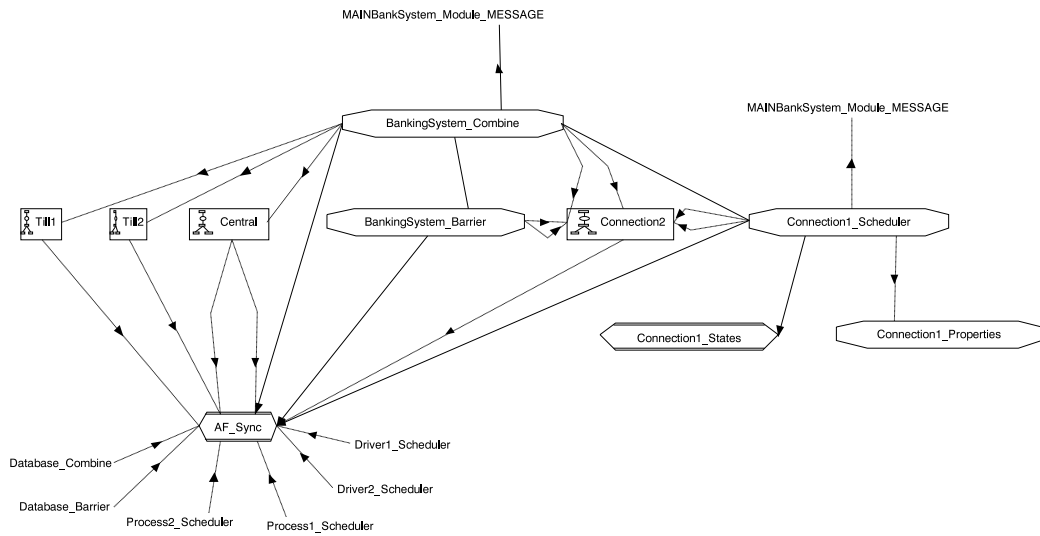 MAINBankSystem_Module_MESSAGE
MAINBankSystem_Module_MESSAGE
BankingSystem_Combine
Till1
Till2
Central
BankingSystem_Barrier
Connection2
Connection1_Scheduler
Connection1_States
Connection1_Properties
AF_Sync
Driver1_Scheduler
Database_Combine
Driver2_Scheduler
Database_Barrier
Process2_Scheduler
Process1_Scheduler